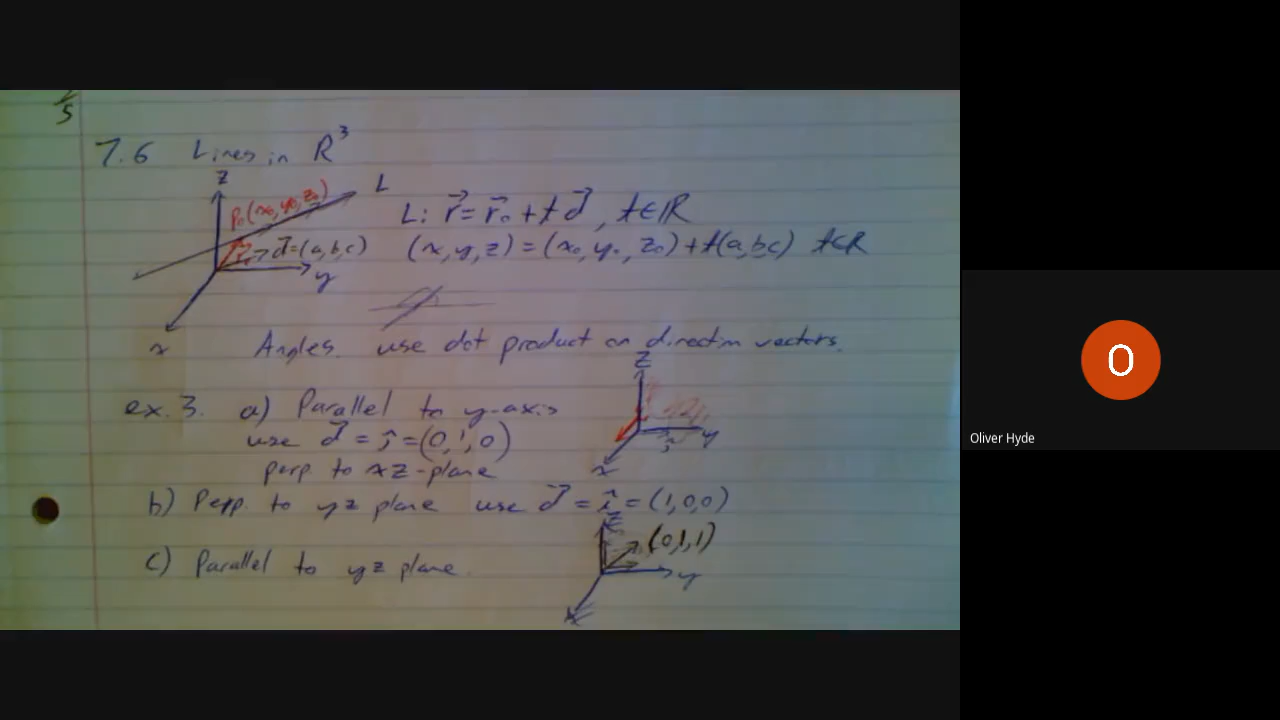 5
7.6 Lines in R³
z
L
P₀(x₀,y₀,z₀)
L: r⃗ = r⃗₀ + t d⃗, t∈ℝ
d⃗=(a,b,c)
(x,y,z) = (x₀,y₀,z₀)+t(a,b,c) t∈ℝ
y
x
Angles. use dot product on direction vectors.
z
ex. 3. a) Parallel to y-axis
y
use d⃗ = ĵ = (0,1,0)
x
perp. to xz-plane
b) Perp. to yz plane use d⃗ = î = (1,0,0)
z
(0,1,1)
c) Parallel to yz plane.
y
x
O
Oliver Hyde